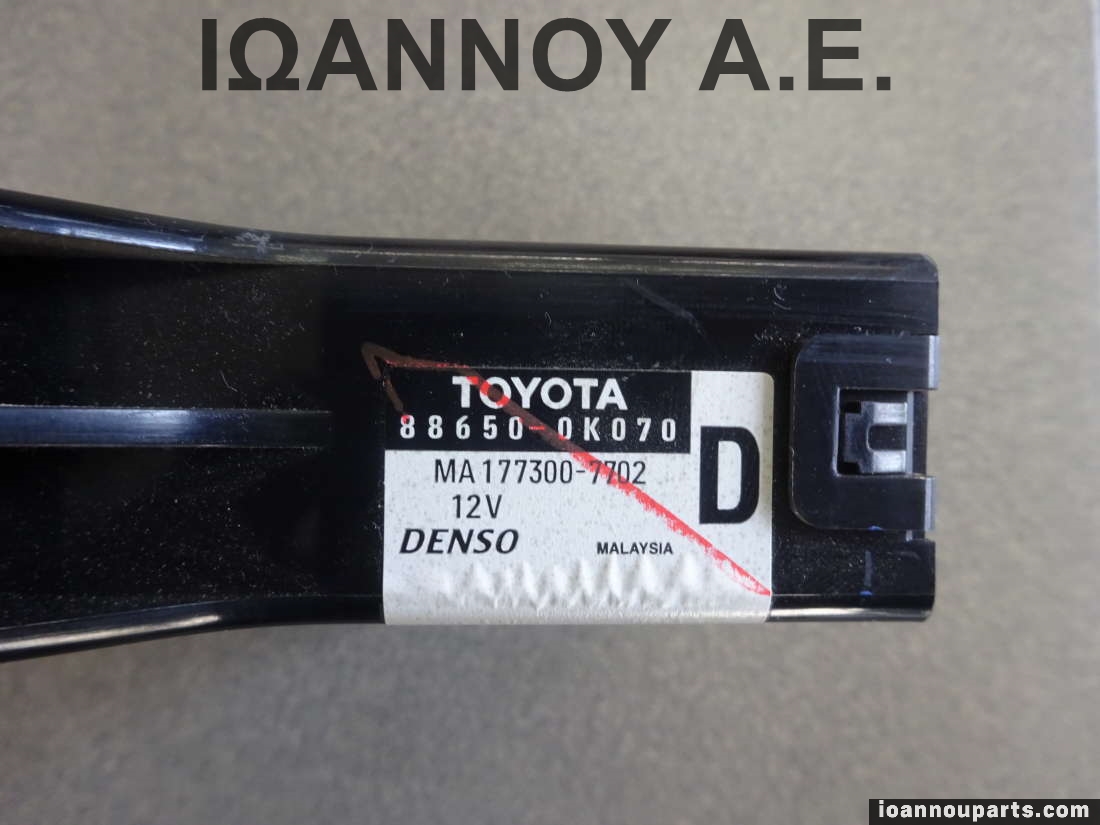 ΙΩΑΝΝΟΥ Α.Ε.
TOYOTA
88650-0K070
D
MA177300-7702
12V
DENSO
MALAYSIA
ioannouparts.com